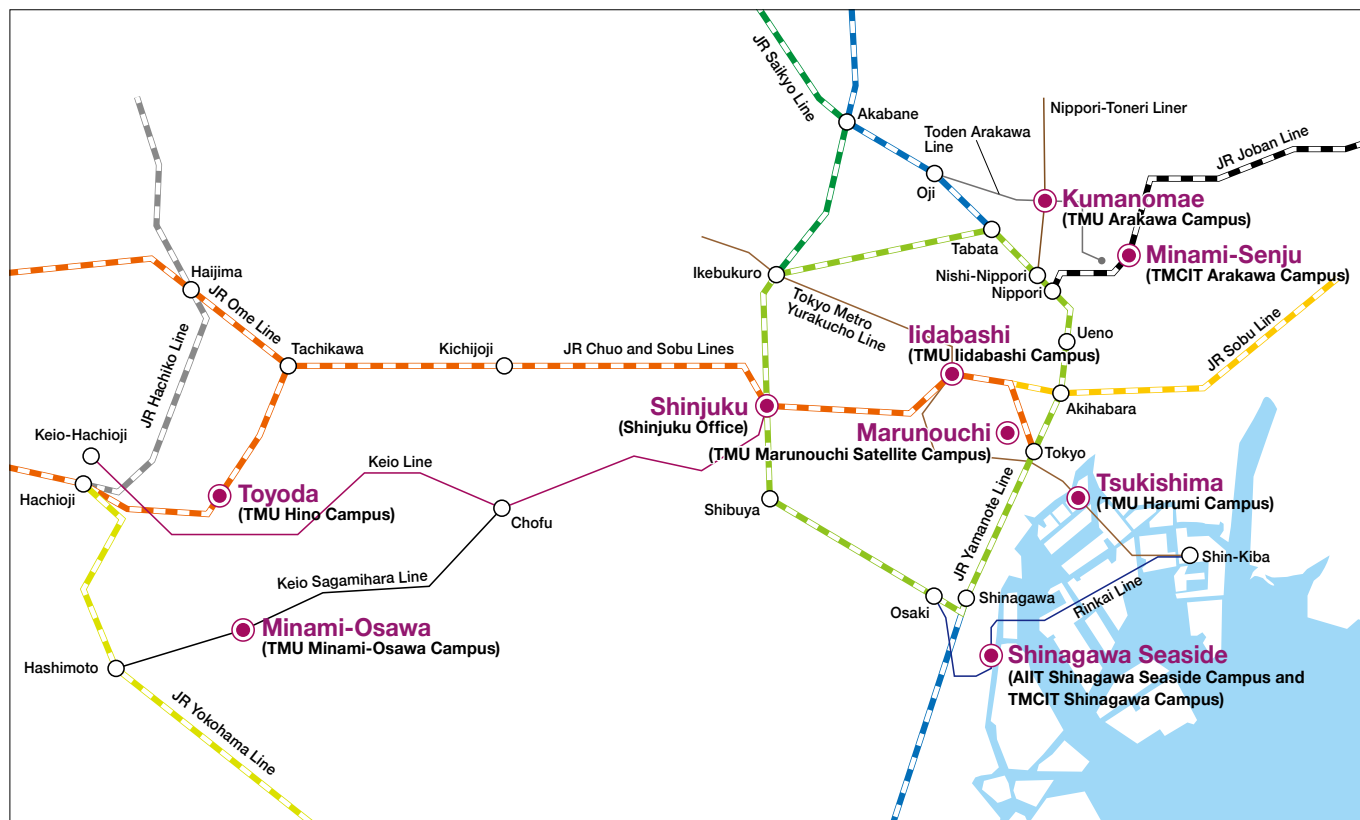 JR Saikyo Line
Akabane
Toden Arakawa
Line
Nippori-Toneri Liner
JR Joban Line
Oji
Kumanomae
(TMU Arakawa Campus)
Tabata
Minami-Senju
(TMCIT Arakawa Campus)
Haijima
JR Ome Line
Ikebukuro
Nishi-Nippori
Nippori
Tokyo Metro
Yurakucho Line
Iidabashi
(TMU Iidabashi Campus)
Ueno
JR Sobu Line
JR Hachiko Line
Tachikawa
Kichijoji
JR Chuo and Sobu Lines
Shinjuku
(Shinjuku Office)
Akihabara
Keio-Hachioji
Marunouchi
(TMU Marunouchi Satellite Campus)
Tokyo
Keio Line
Hachioji
Toyoda
(TMU Hino Campus)
Chofu
Shibuya
JR Yamanote Line
Tsukishima
(TMU Harumi Campus)
Shin-Kiba
Keio Sagamihara Line
Osaki
Shinagawa
Rinkai Line
Minami-Osawa
(TMU Minami-Osawa Campus)
Hashimoto
Shinagawa Seaside
(AIIT Shinagawa Seaside Campus and
TMCIT Shinagawa Campus)
JR Yokohama Line